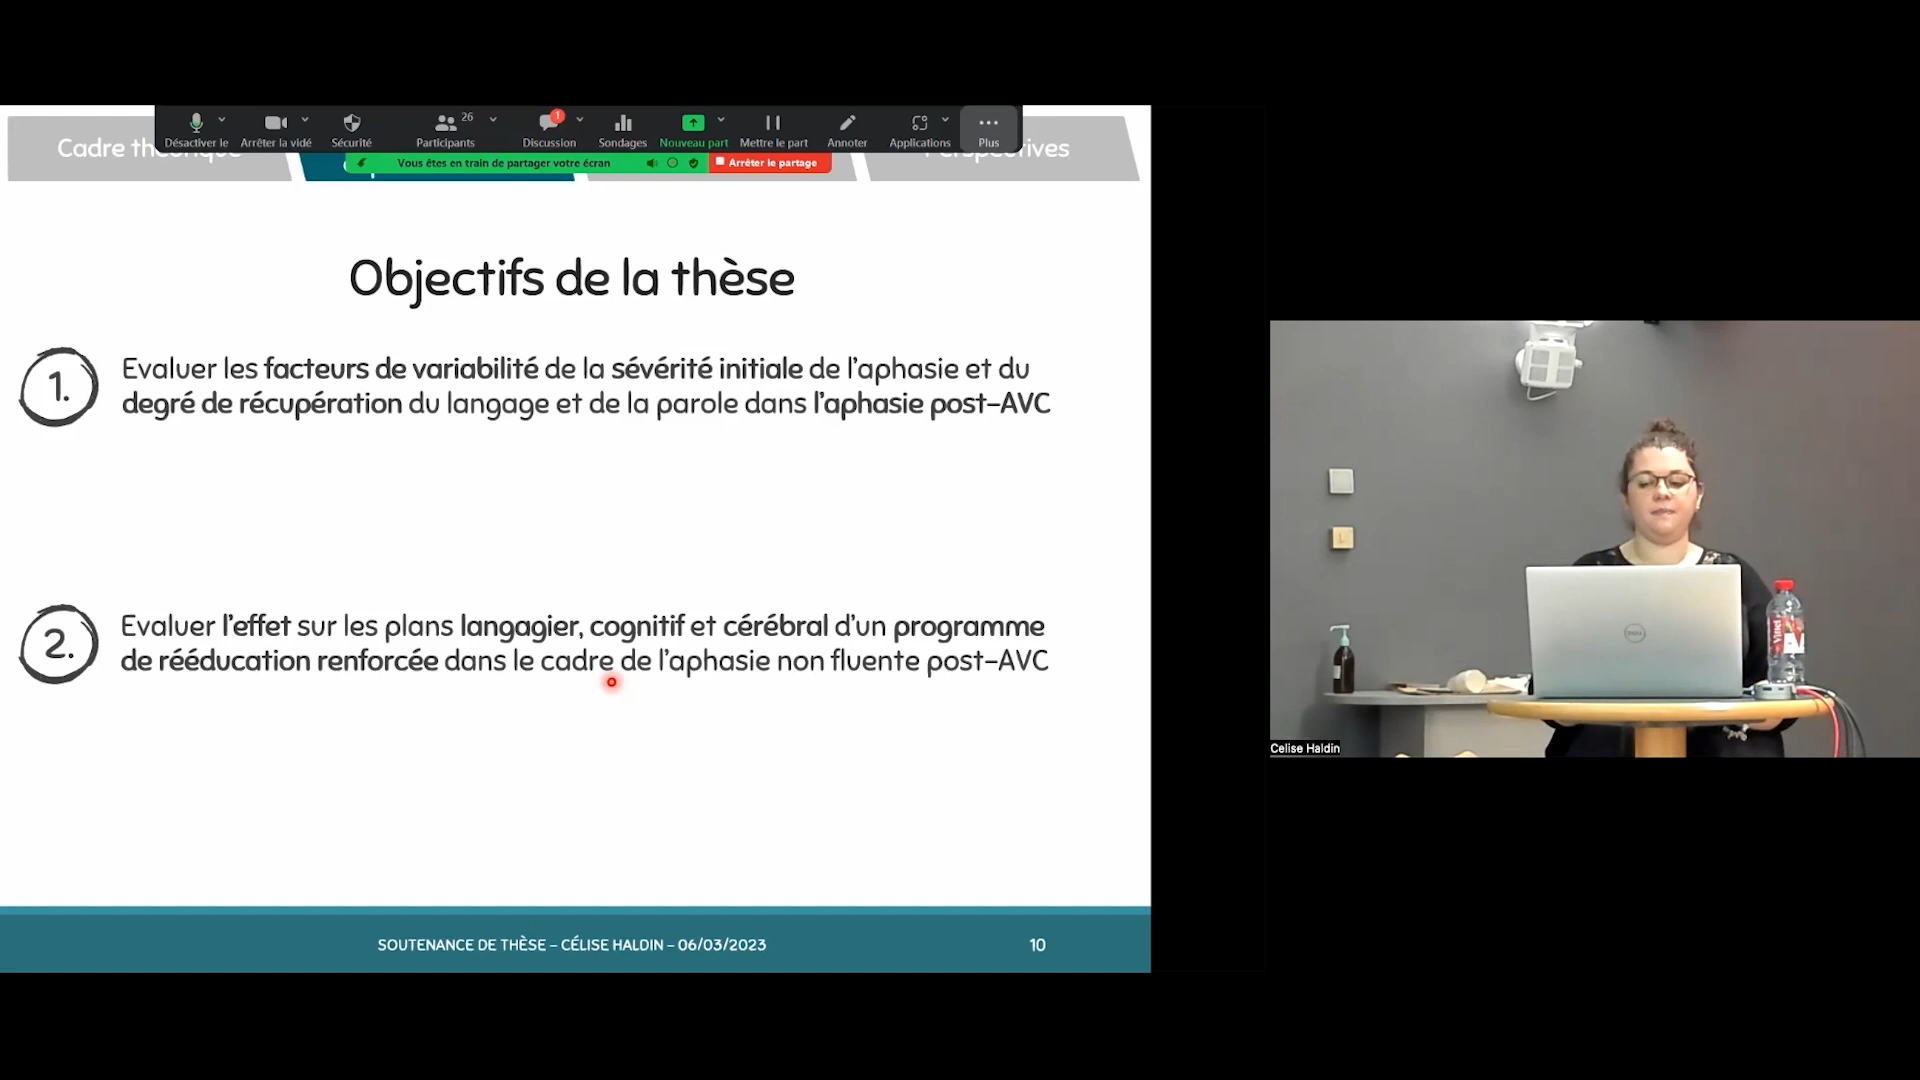 Désactiver le
Arrêter la vidé
Sécurité
26
Participants
1
Discussion
Sondages
Nouveau part
Mettre le part
Annoter
Applications
Plus
Vous êtes en train de partager votre écran
Arrêter le partage
Cadre théorique
Perspectives
Objectifs de la thèse
1.
Evaluer les facteurs de variabilité de la sévérité initiale de l'aphasie et du
degré de récupération du langage et de la parole dans l'aphasie post-AVC
2.
Evaluer l'effet sur les plans langagier, cognitif et cérébral d'un programme
de rééducation renforcée dans le cadre de l'aphasie non fluente post-AVC
SOUTENANCE DE THÈSE – CÉLISE HALDIN – 06/03/2023
10
DELL
Vittel
Celise Haldin